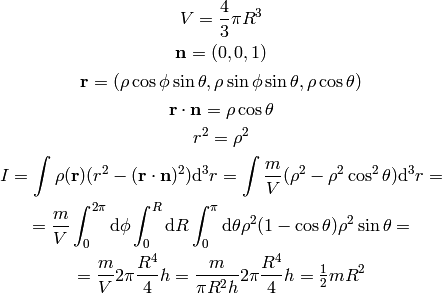 V = \frac{4}{3}\pi R^3
\mathbf{n} = (0, 0, 1)
\mathbf{r} = (\rho \cos\phi \sin\theta, \rho \sin\phi \sin\theta, \rho \cos\theta)
\mathbf{r} \cdot \mathbf{n} = \rho \cos\theta
r^2 = \rho^2
I = \int \rho(\mathbf{r})(r^2 - (\mathbf{r} \cdot \mathbf{n})^2)\mathrm{d}^3 r = \int \frac{m}{V}(\rho^2 - \rho^2 \cos^2\theta)\mathrm{d}^3 r =
= \frac{m}{V} \int_0^{2\pi} \mathrm{d}\phi \int_0^R \mathrm{d}R \int_0^\pi \mathrm{d}\theta \rho^2 (1 - \cos\theta)\rho^2 \sin\theta =
= \frac{m}{V} 2\pi \frac{R^4}{4} h = \frac{m}{\pi R^2 h} 2\pi \frac{R^4}{4} h = \frac{1}{2} m R^2